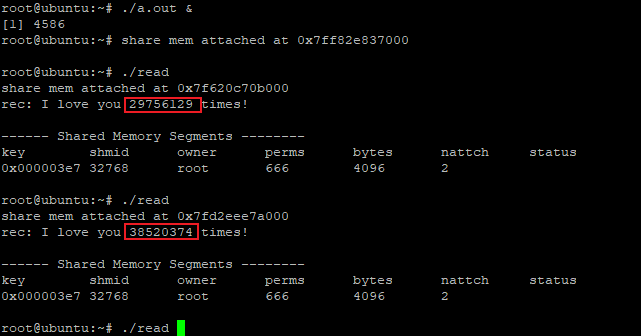 root@ubuntu:~# ./a.out &
[1] 4586
root@ubuntu:~# share mem attached at 0x7ff82e837000
root@ubuntu:~# ./read
share mem attached at 0x7f620c70b000
rec: I love you 29756129 times!
------ Shared Memory Segments --------
key        shmid      owner      perms      bytes      nattch     status
0x000003e7 32768      root       666        4096       2
root@ubuntu:~# ./read
share mem attached at 0x7fd2eee7a000
rec: I love you 38520374 times!
------ Shared Memory Segments --------
key        shmid      owner      perms      bytes      nattch     status
0x000003e7 32768      root       666        4096       2
root@ubuntu:~# ./read